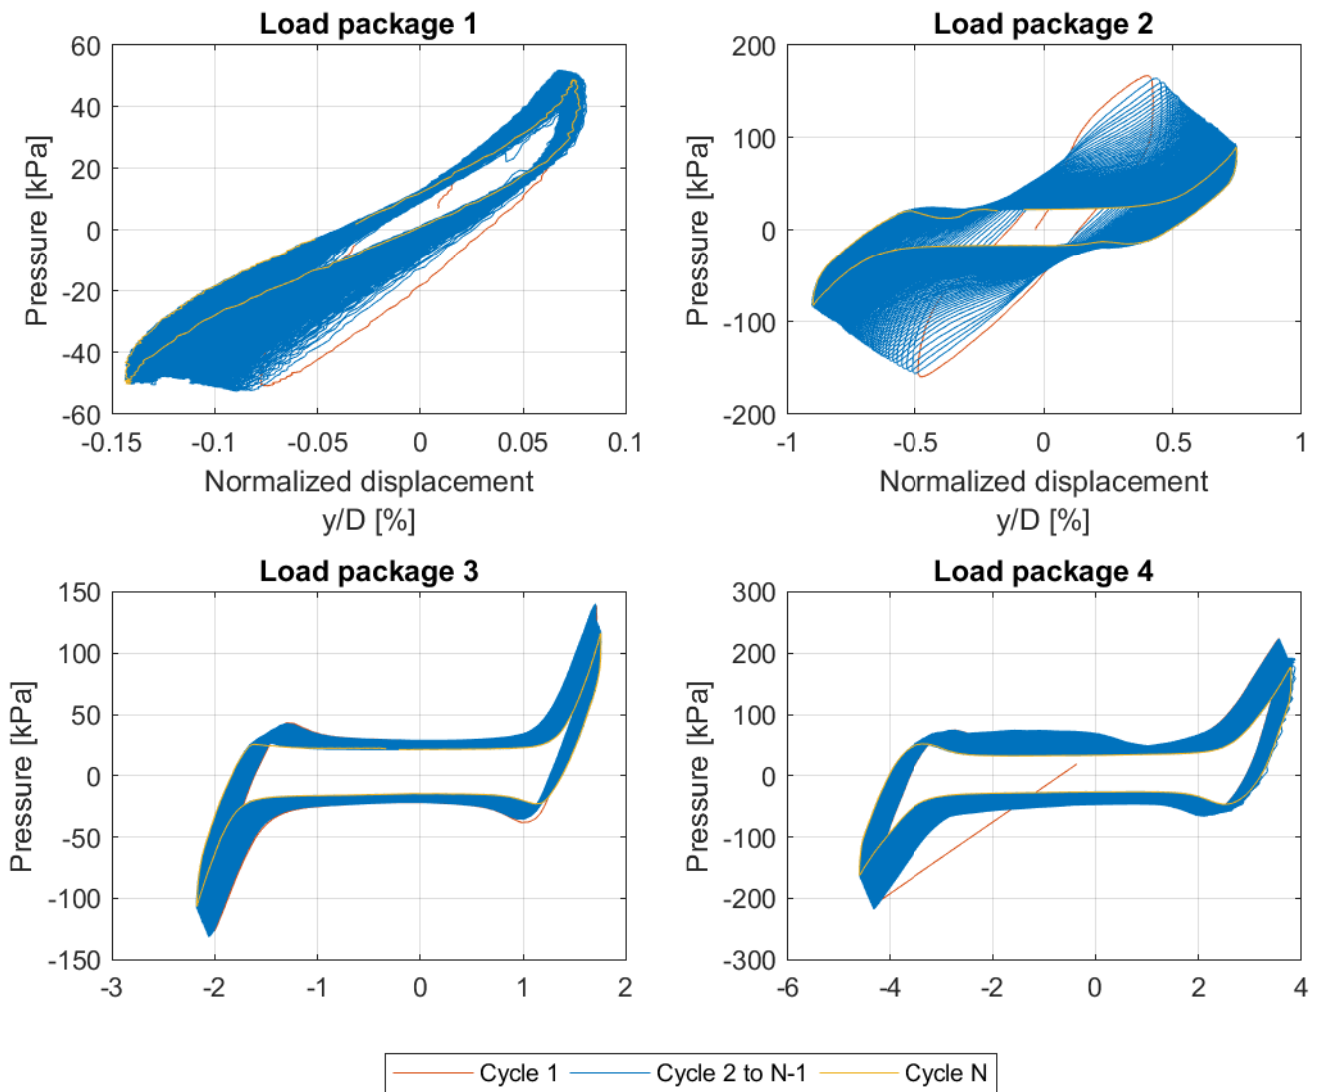 Load package 1
60
40
20
0
-20
-40
-60
Pressure [kPa]
-0.15 -0.1 -0.05 0 0.05 0.1
Normalized displacement
y/D [%]
Load package 2
200
100
0
-100
-200
Pressure [kPa]
-1 -0.5 0 0.5 1
Normalized displacement
y/D [%]
Load package 3
150
100
50
0
-50
-100
-150
Pressure [kPa]
-3 -2 -1 0 1 2
Load package 4
300
200
100
0
-100
-200
-300
Pressure [kPa]
-6 -4 -2 0 2 4
Cycle 1 Cycle 2 to N-1 Cycle N